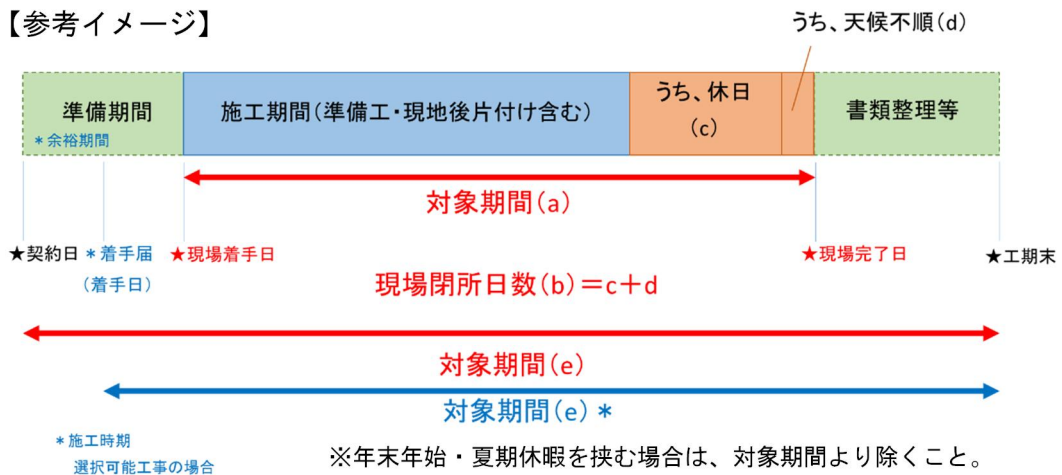 【参考イメージ】
うち、天候不順(d)
準備期間
＊余裕期間
施工期間(準備工・現地後片付け含む)
うち、休日
(c)
書類整理等
対象期間(a)
★契約日
＊着手届
(着手日)
★現場着手日
★現場完了日
★工期末
現場閉所日数(b)＝c＋d
対象期間(e)
対象期間(e)＊
＊施工時期
選択可能工事の場合
※年末年始・夏期休暇を挟む場合は、対象期間より除くこと。